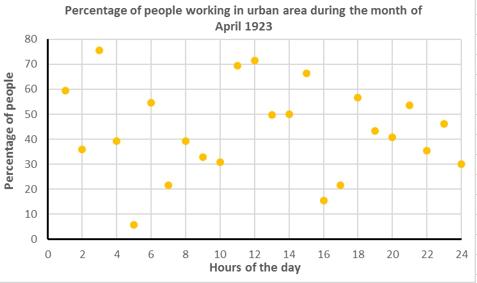 Percentage of people working in urban area during the month of
April 1923
Percentage of people
80
70
60
50
40
30
20
10
0
0 2 4 6 8 10 12 14 16 18 20 22 24
Hours of the day